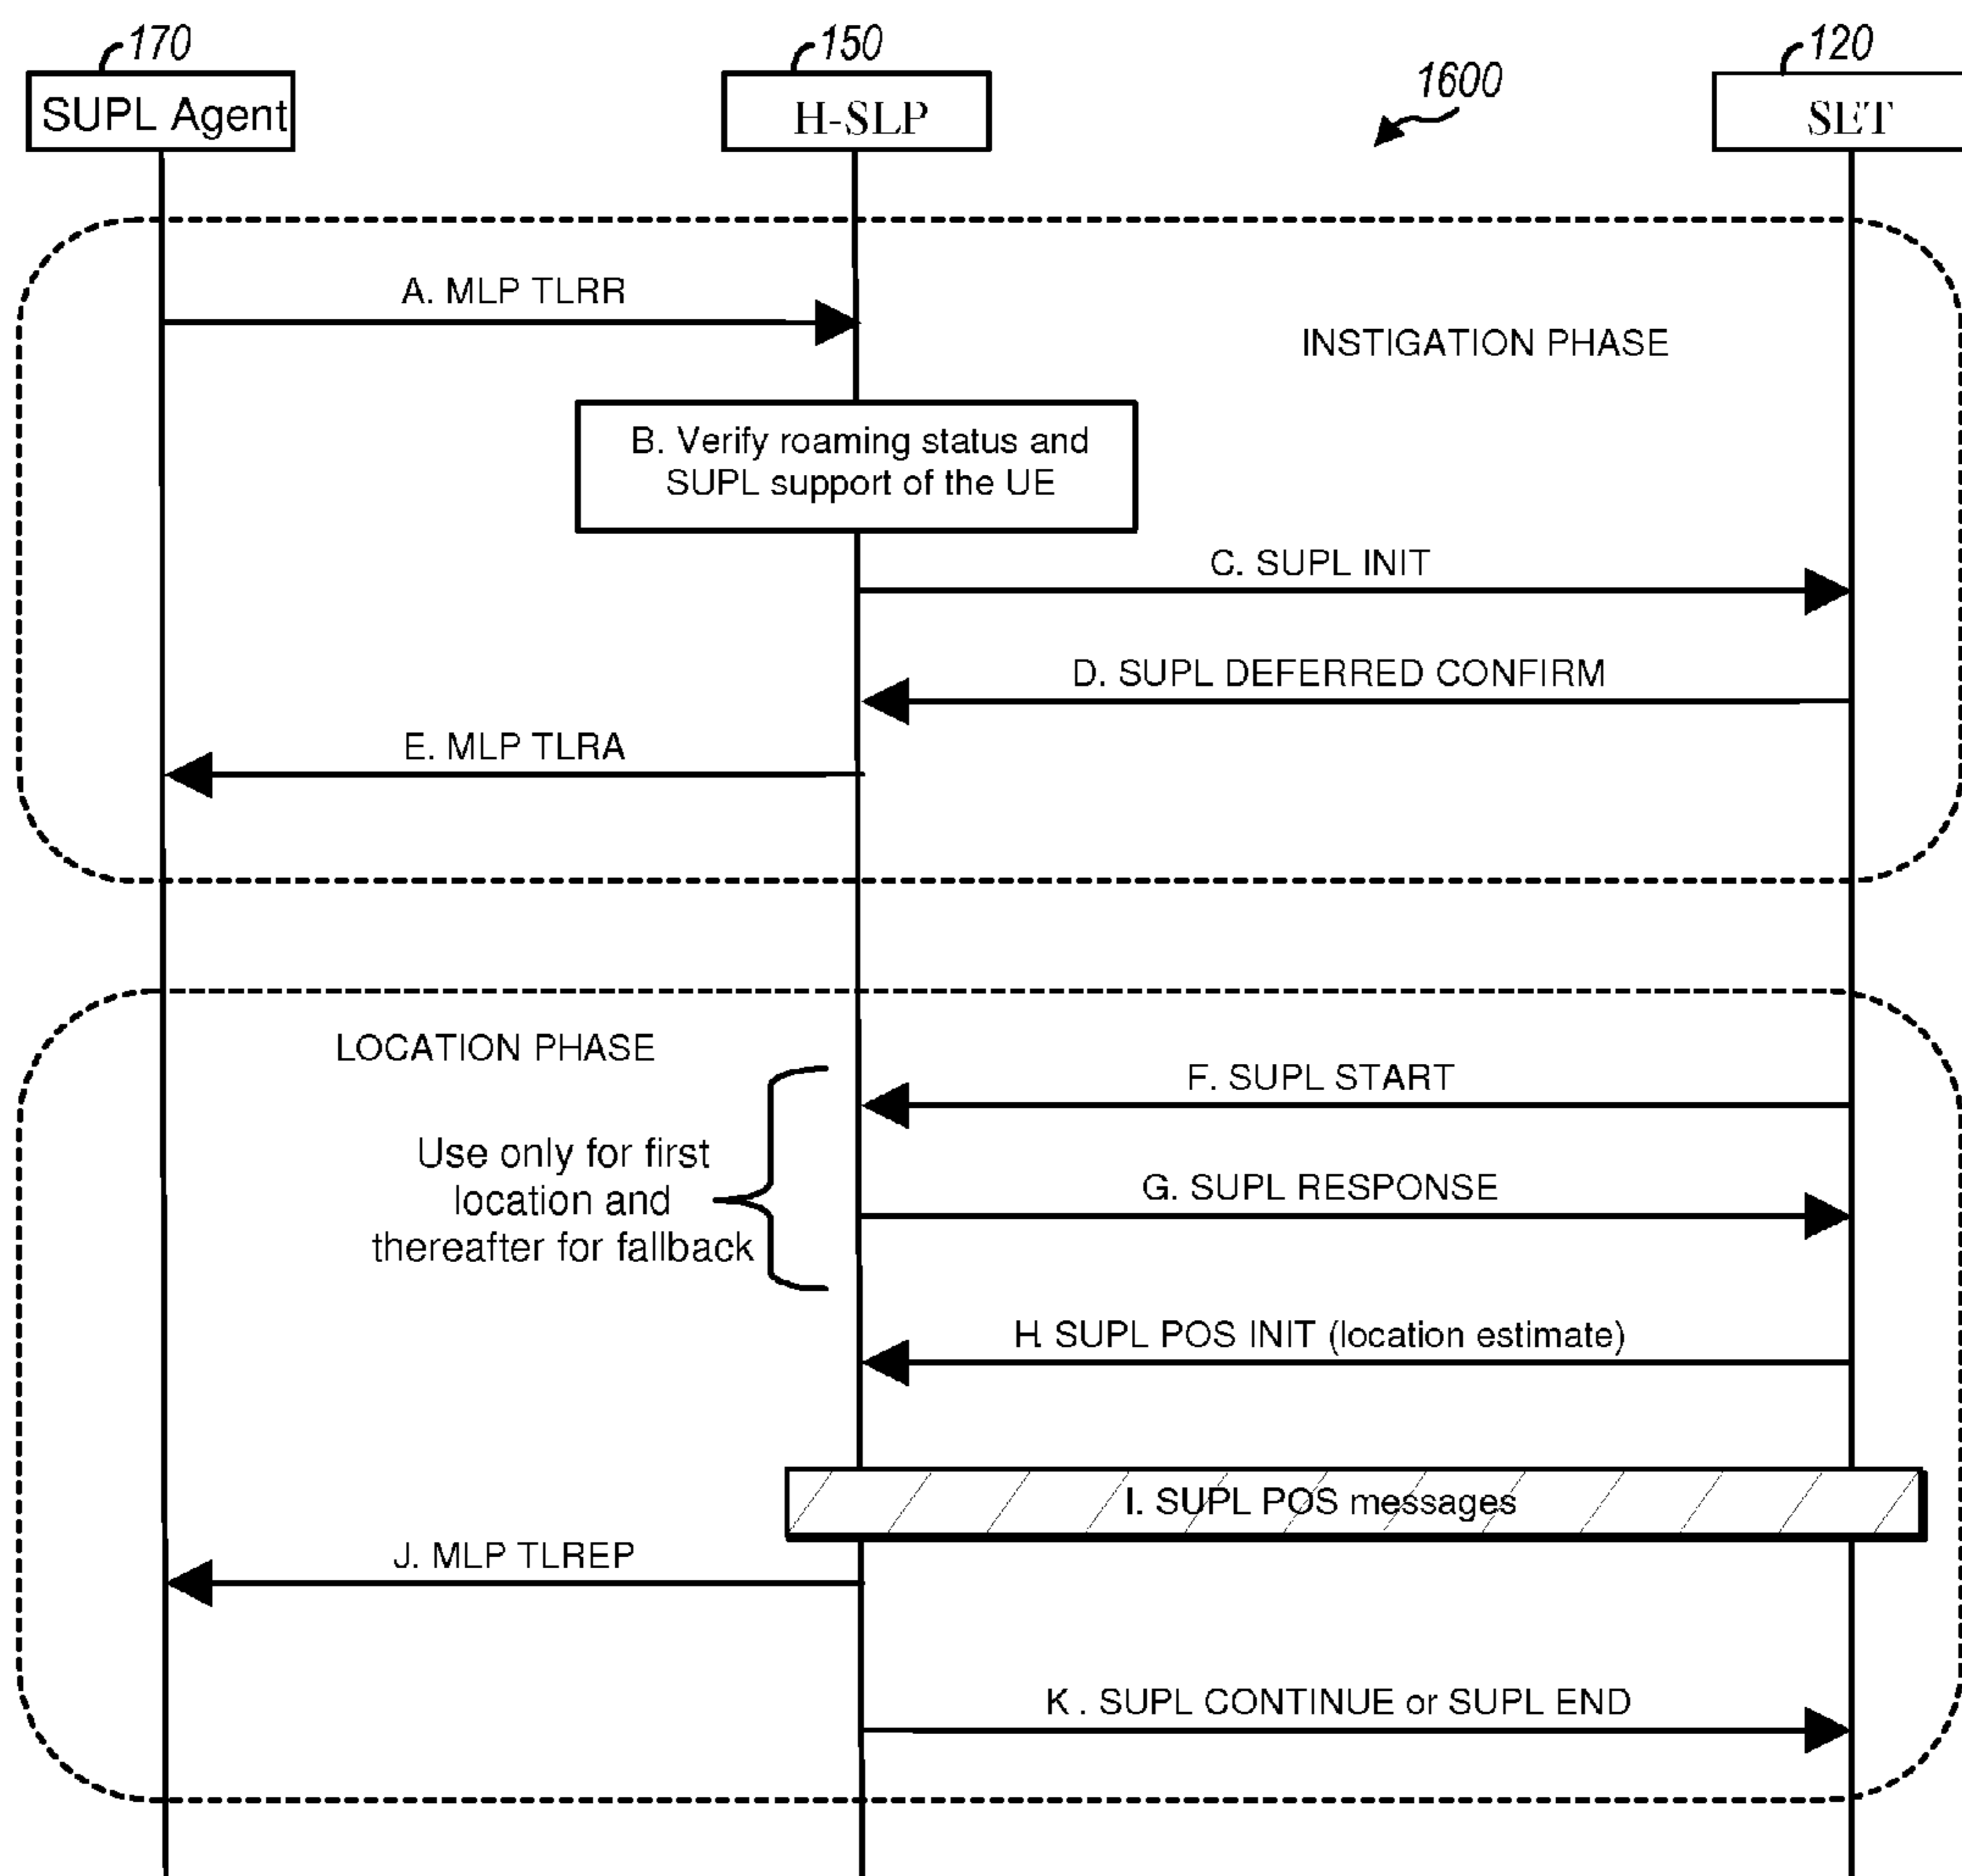 170
150
120
1600
SUPL Agent
H-SLP
SET
A. MLP TLRR
INSTIGATION PHASE
B. Verify roaming status and
SUPL support of the UE
C. SUPL INIT
D. SUPL DEFERRED CONFIRM
E. MLP TLRA
LOCATION PHASE
F. SUPL START
Use only for first
location and
thereafter for fallback
G. SUPL RESPONSE
H. SUPL POS INIT (location estimate)
I. SUPL POS messages
J. MLP TLREP
K . SUPL CONTINUE or SUPL END